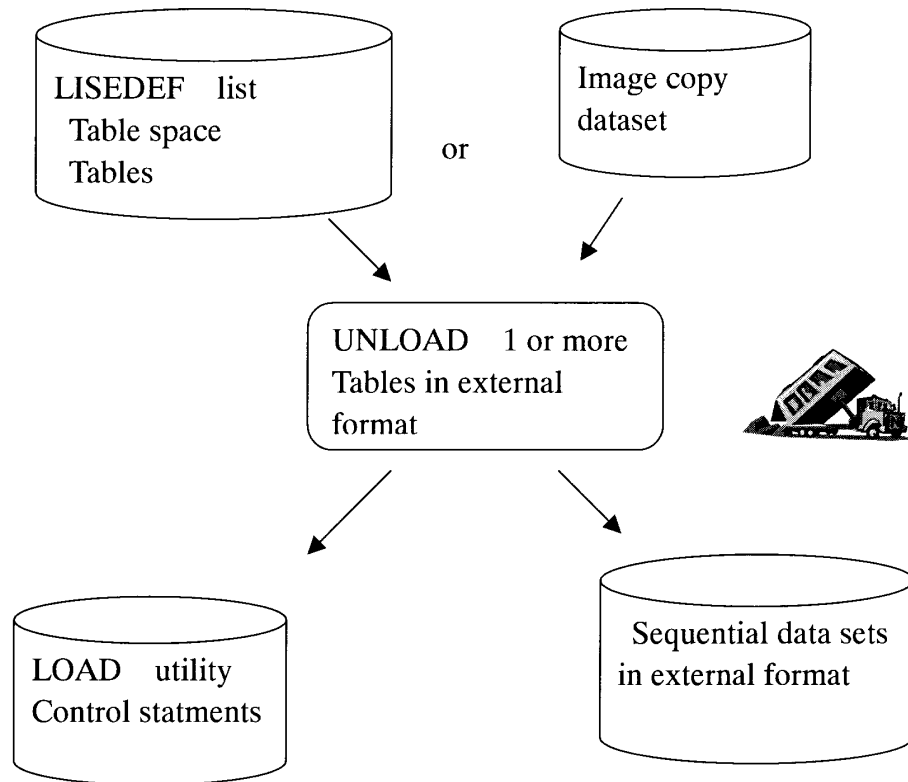 LISEDEF list
Table space
Tables
or
Image copy
dataset
UNLOAD 1 or more
Tables in external
format
LOAD utility
Control statments
Sequential data sets
in external format